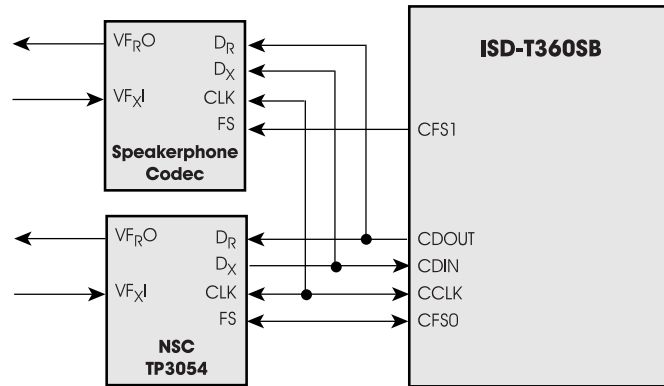 VFRO
DR
ISD-T360SB
DX
VFXI
CLK
FS
CFS1
Speakerphone
Codec
VFRO
DR
CDOUT
DX
CDIN
VFXI
CLK
CCLK
FS
CFS0
NSC
TP3054